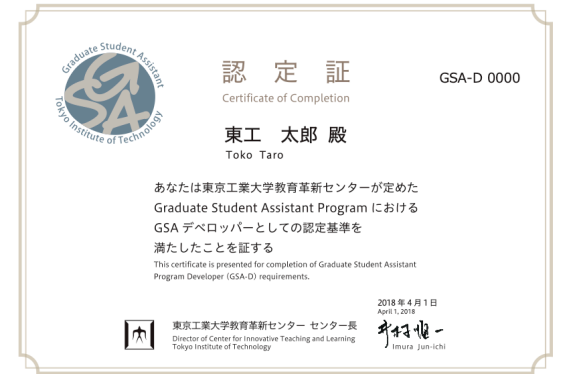 Graduate Student Assistant
GSA
Tokyo Institute of Technology
認定証
Certificate of Completion
GSA-D 0000
東工 太郎 殿
Toko Taro
あなたは東京工業大学教育革新センターが定めた
Graduate Student Assistant Program における
GSA デベロッパーとしての認定基準を
満たしたことを証する
This certificate is presented for completion of Graduate Student Assistant
Program Developer (GSA-D) requirements.
2018 年 4 月 1 日
April 1, 2018
東京工業大学教育革新センター センター長
Director of Center for Innovative Teaching and Learning
Tokyo Institute of Technology
井村順一
Imura Jun-ichi